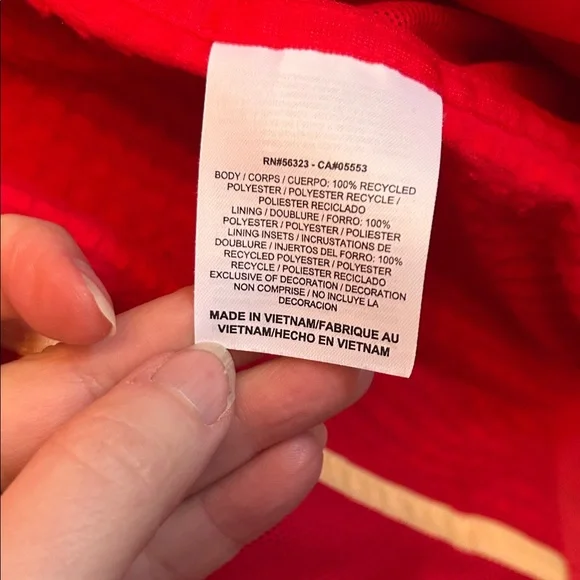 RN#56323 - CA#05553
BODY / CORPS / CUERPO: 100% RECYCLED
POLYESTER / POLYESTER RECYCLE /
POLIESTER RECICLADO
LINING / DOUBLURE / FORRO: 100%
POLYESTER / POLYESTER / POLIESTER
LINING INSETS / INCRUSTATIONS DE
DOUBLURE / INJERTOS DEL FORRO: 100%
RECYCLED POLYESTER / POLYESTER
RECYCLE / POLIESTER RECICLADO
EXCLUSIVE OF DECORATION / DECORATION
NON COMPRISE / NO INCLUYE LA
DECORACION
MADE IN VIETNAM/FABRIQUE AU
VIETNAM/HECHO EN VIETNAM